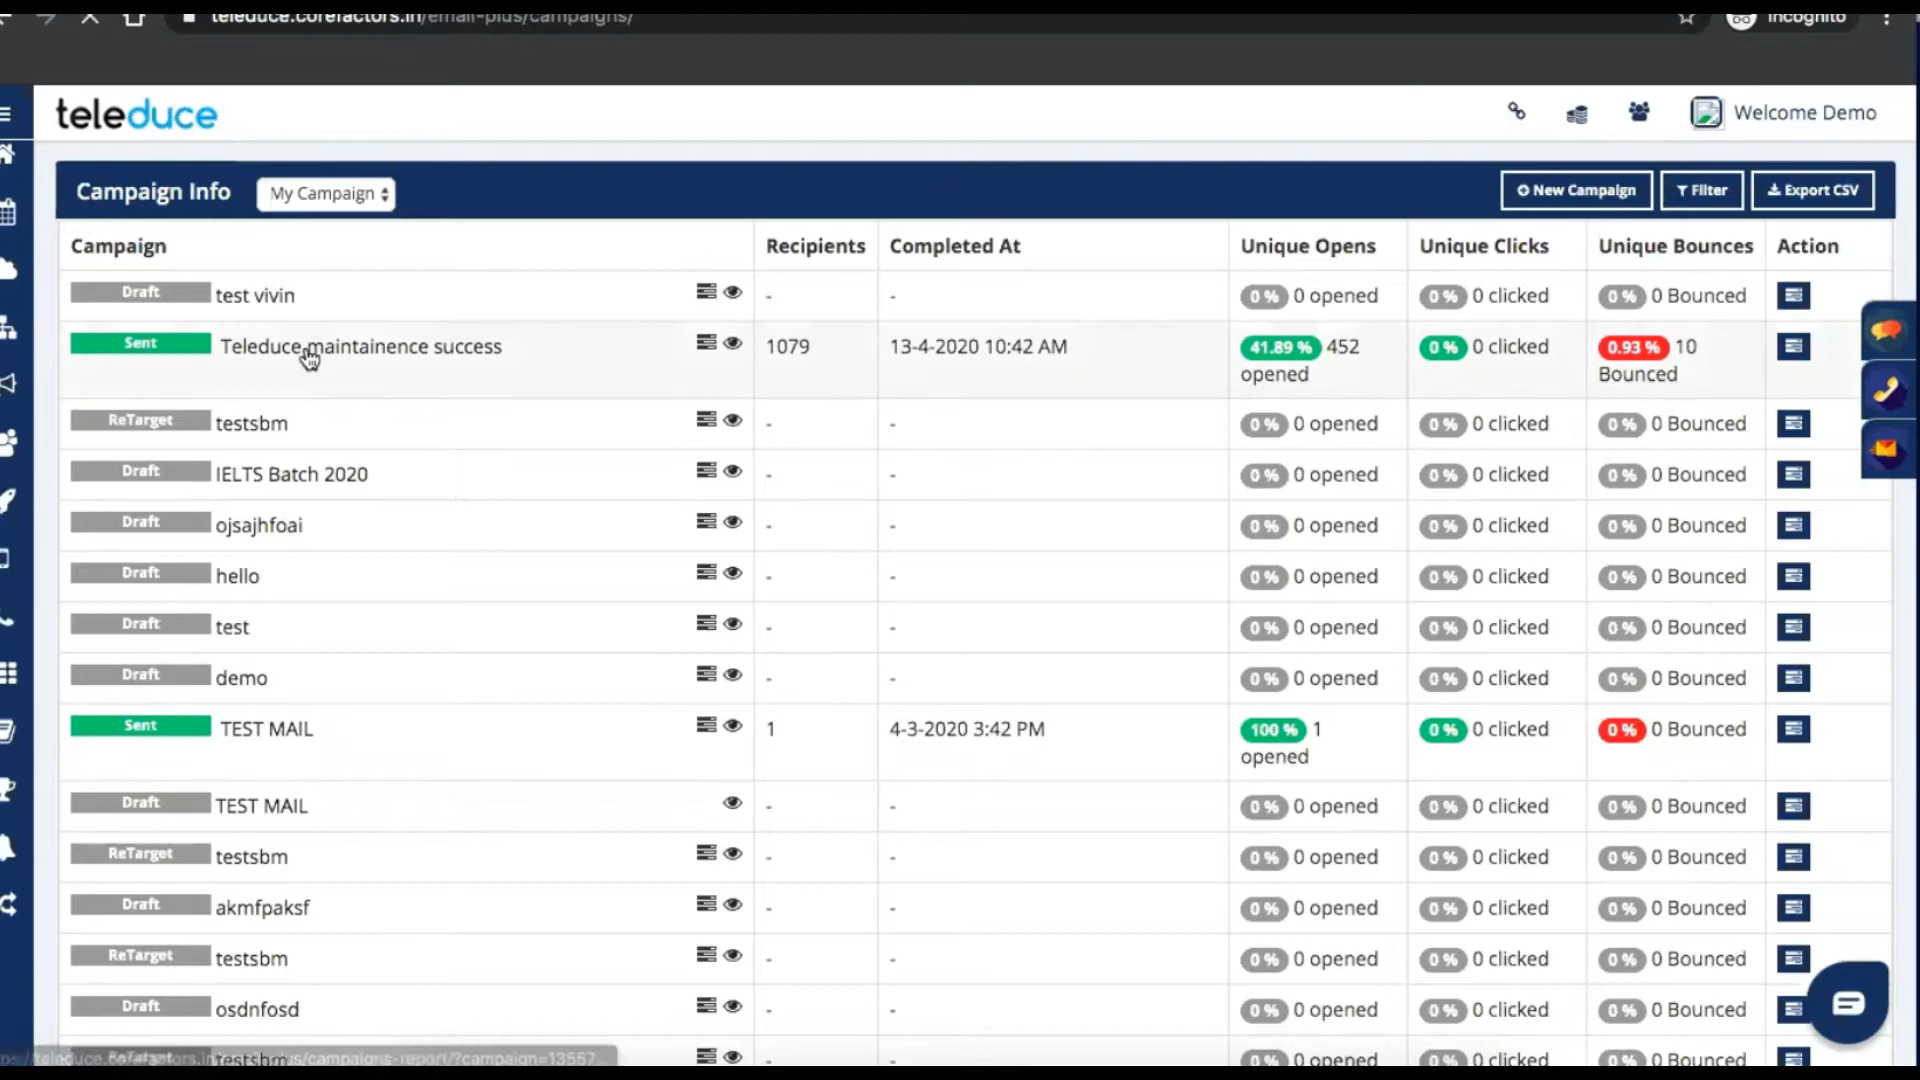 teleduce.corefactors.in/email-plus/campaigns/ Incognito
teleduce Welcome Demo
Campaign Info My Campaign New Campaign Filter Export CSV
Campaign Recipients Completed At Unique Opens Unique Clicks Unique Bounces Action
Draft test vivin - - 0 % 0 opened 0 % 0 clicked 0 % 0 Bounced
Sent Teleduce maintainence success 1079 13-4-2020 10:42 AM 41.89 % 452 0 % 0 clicked 0.93 % 10
opened Bounced
ReTarget testsbm - - 0 % 0 opened 0 % 0 clicked 0 % 0 Bounced
Draft IELTS Batch 2020 - - 0 % 0 opened 0 % 0 clicked 0 % 0 Bounced
Draft ojsajhfoai - - 0 % 0 opened 0 % 0 clicked 0 % 0 Bounced
Draft hello - - 0 % 0 opened 0 % 0 clicked 0 % 0 Bounced
Draft test - - 0 % 0 opened 0 % 0 clicked 0 % 0 Bounced
Draft demo - - 0 % 0 opened 0 % 0 clicked 0 % 0 Bounced
Sent TEST MAIL 1 4-3-2020 3:42 PM 100 % 1 0 % 0 clicked 0 % 0 Bounced
opened
Draft TEST MAIL - - 0 % 0 opened 0 % 0 clicked 0 % 0 Bounced
ReTarget testsbm - - 0 % 0 opened 0 % 0 clicked 0 % 0 Bounced
Draft akmfpaksf - - 0 % 0 opened 0 % 0 clicked 0 % 0 Bounced
ReTarget testsbm - - 0 % 0 opened 0 % 0 clicked 0 % 0 Bounced
Draft osdnfosd - - 0 % 0 opened 0 % 0 clicked 0 % 0 Bounced
ReTarget testsbm - - 0 % 0 opened 0 % 0 clicked 0 % 0 Bounced